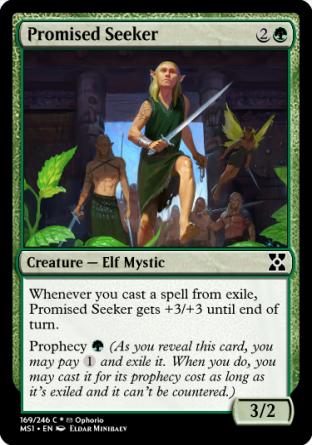 Promised Seeker 2
Creature — Elf Mystic
Whenever you cast a spell from exile,
Promised Seeker gets +3/+3 until end of
turn.
Prophecy (As you reveal this card, you
may pay 1 and exile it. When you do, you
may cast it for its prophecy cost as long as
it's exiled and it can't be countered.)
169/246 C * Ophorio
MSI • EN Eldar Minibaev
3/2